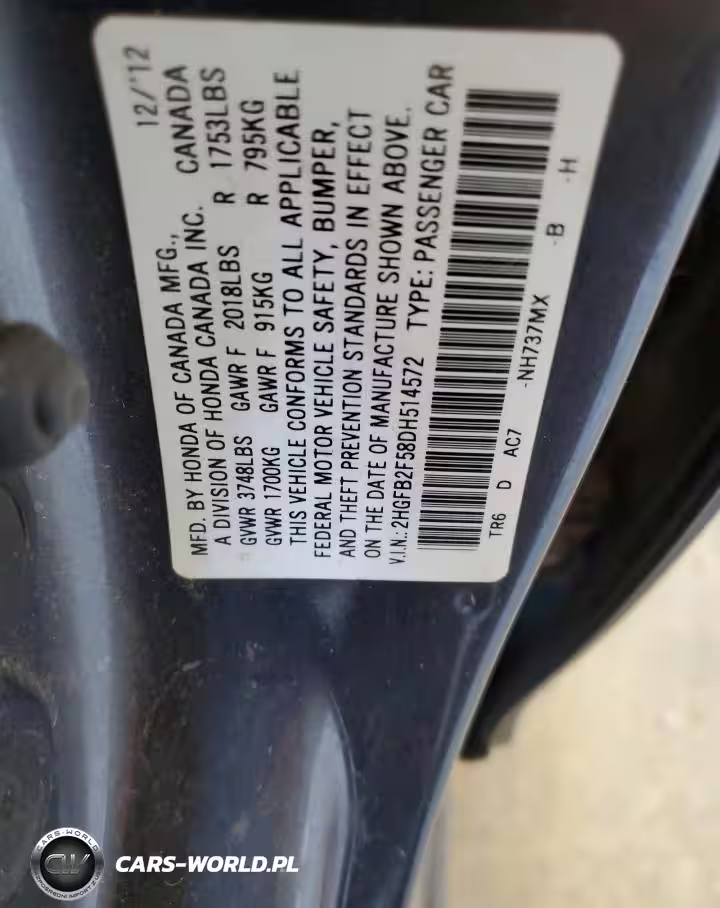 12/'12
MFD. BY HONDA OF CANADA MFG., CANADA
A DIVISION OF HONDA CANADA INC.
GVWR 3748LBS GAWR F 2018LBS R 1753LBS
GVWR 1700KG GAWR F 915KG R 795KG
THIS VEHICLE CONFORMS TO ALL APPLICABLE
FEDERAL MOTOR VEHICLE SAFETY, BUMPER,
AND THEFT PREVENTION STANDARDS IN EFFECT
ON THE DATE OF MANUFACTURE SHOWN ABOVE.
V.I.N.: 2HGFB2F58DH514572 TYPE: PASSENGER CAR
TR6 D AC7 -NH737MX -B -H
CARS-WORLD
CW
CARS-WORLD.PL